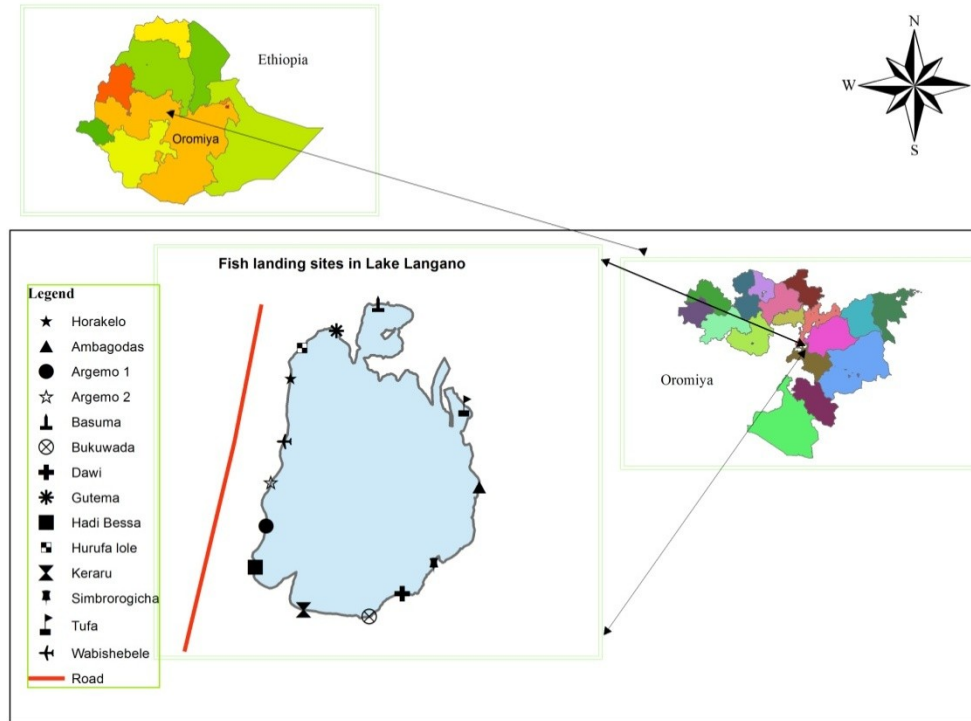 Ethiopia
Oromiya
N
W
S
Fish landing sites in Lake Langano
Legend
Horakelo
Ambagodas
Argemo 1
Argemo 2
Basuma
Bukuwada
Dawi
Gutema
Hadi Bessa
Hurufa lole
Keraru
Simbrorogicha
Tufa
Wabishebele
Road
Oromiya